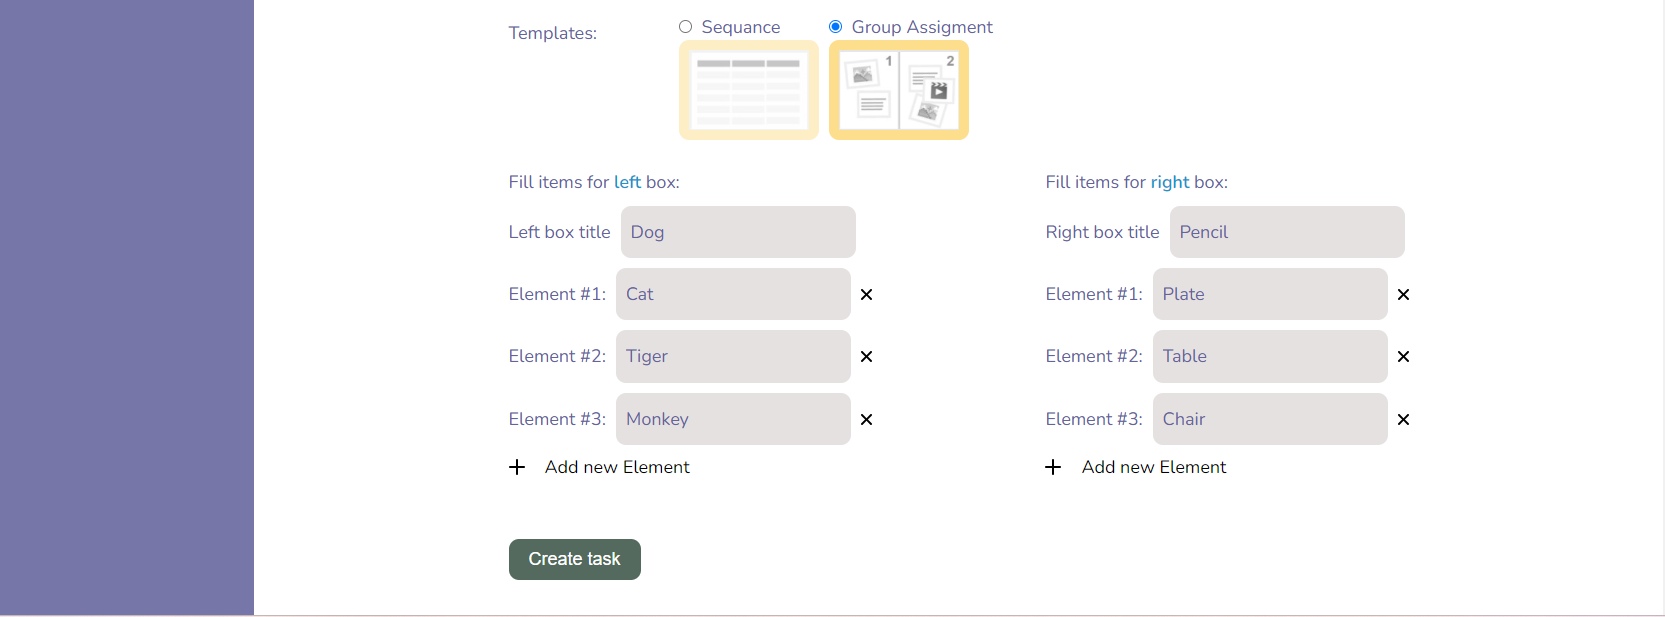 Templates:
Sequance
Group Assigment
1
2
Fill items for left box:
Left box title
Dog
Element #1:
Cat
Element #2:
Tiger
Element #3:
Monkey
Add new Element
Fill items for right box:
Right box title
Pencil
Element #1:
Plate
Element #2:
Table
Element #3:
Chair
Add new Element
Create task